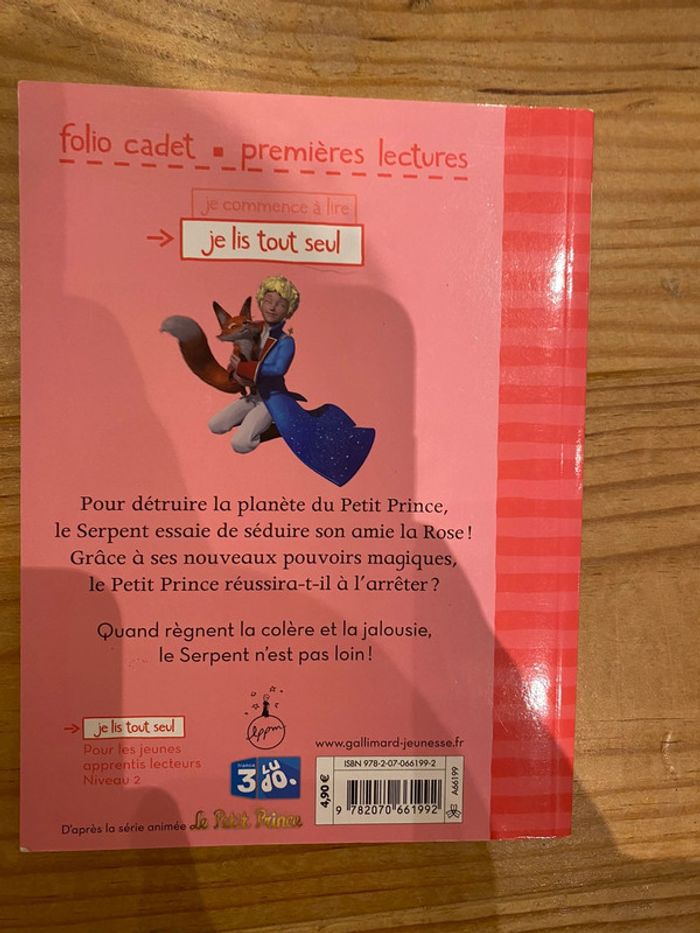 folio cadet ▪ premières lectures
je commence à lire
→ je lis tout seul
Pour détruire la planète du Petit Prince,
le Serpent essaie de séduire son amie la Rose !
Grâce à ses nouveaux pouvoirs magiques,
le Petit Prince réussira-t-il à l'arrêter ?
Quand règnent la colère et la jalousie,
le Serpent n'est pas loin !
→ je lis tout seul
Pour les jeunes
apprentis lecteurs
Niveau 2
lppm
france
3 LUDO.
D'après la série animée Le Petit Prince
www.gallimard-jeunesse.fr
ISBN 978-2-07-066199-2
4,90 €
9 782070 661992
A66199